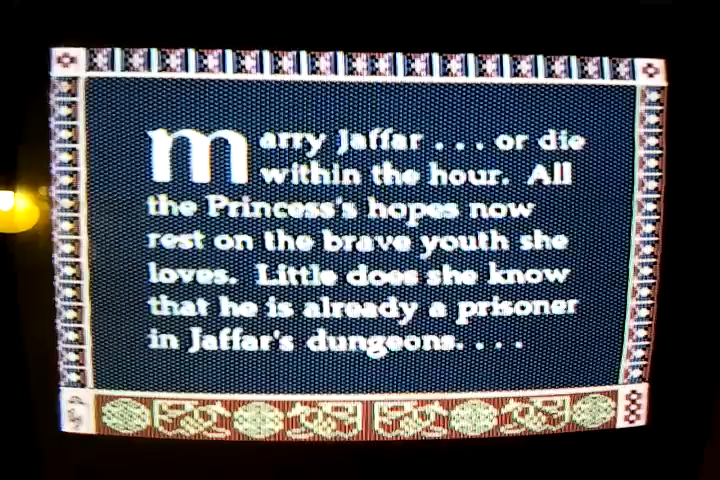 Marry Jaffar . . . or die
within the hour. All
the Princess's hopes now
rest on the brave youth she
loves. Little does she know
that he is already a prisoner
in Jaffar's dungeons. . . .